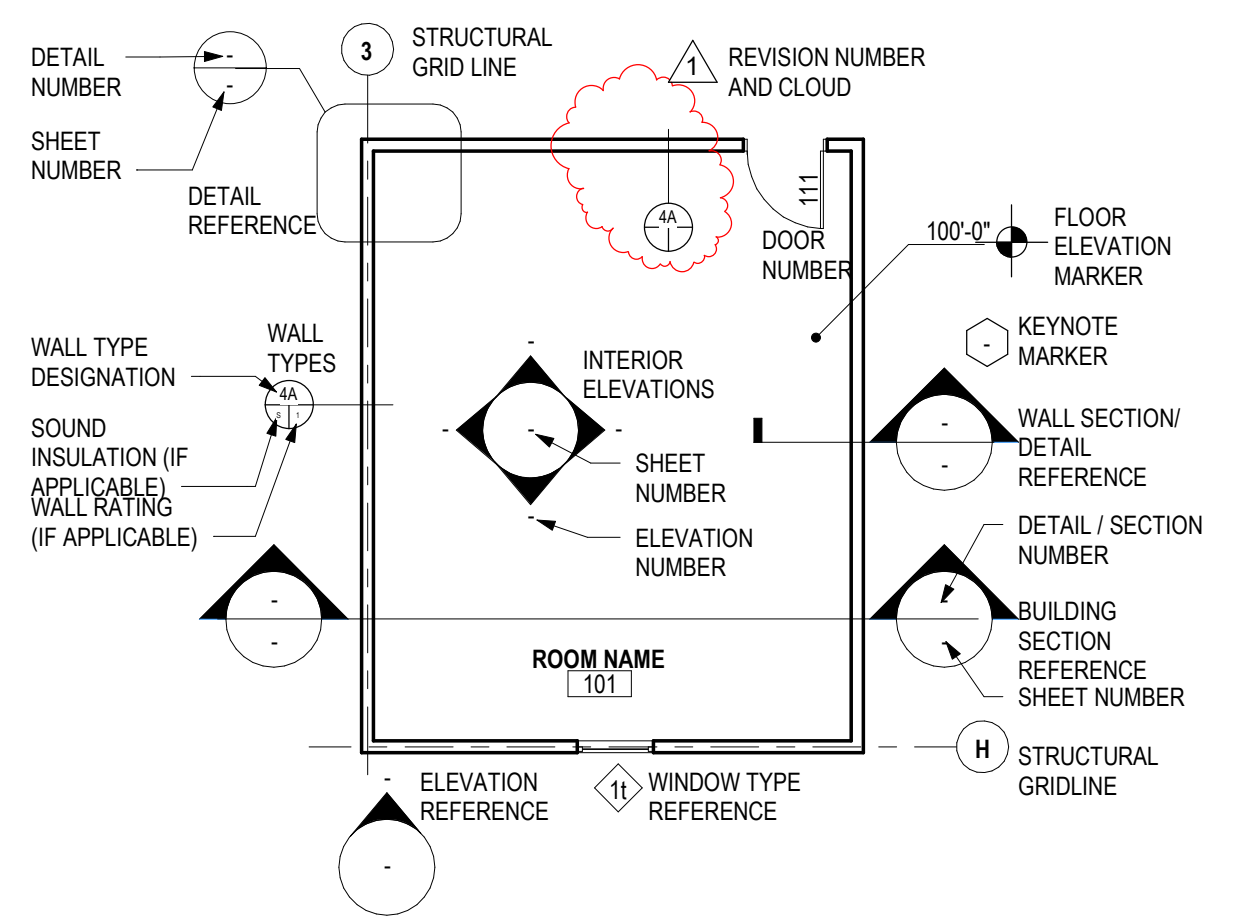 DETAIL
NUMBER
-
-
SHEET
NUMBER
DETAIL
REFERENCE
3
STRUCTURAL
GRID LINE
1
REVISION NUMBER
AND CLOUD
4A
111
DOOR
NUMBER
100'-0"
FLOOR
ELEVATION
MARKER
-
KEYNOTE
MARKER
WALL TYPE
DESIGNATION
WALL
TYPES
4A
S
1
SOUND
INSULATION (IF
APPLICABLE)
WALL RATING
(IF APPLICABLE)
INTERIOR
ELEVATIONS
-
-
-
-
-
SHEET
NUMBER
ELEVATION
NUMBER
-
-
WALL SECTION/
DETAIL
REFERENCE
DETAIL / SECTION
NUMBER
-
-
-
-
BUILDING
SECTION
REFERENCE
SHEET NUMBER
ROOM NAME
101
H
STRUCTURAL
GRIDLINE
-
ELEVATION
REFERENCE
-
1t
WINDOW TYPE
REFERENCE